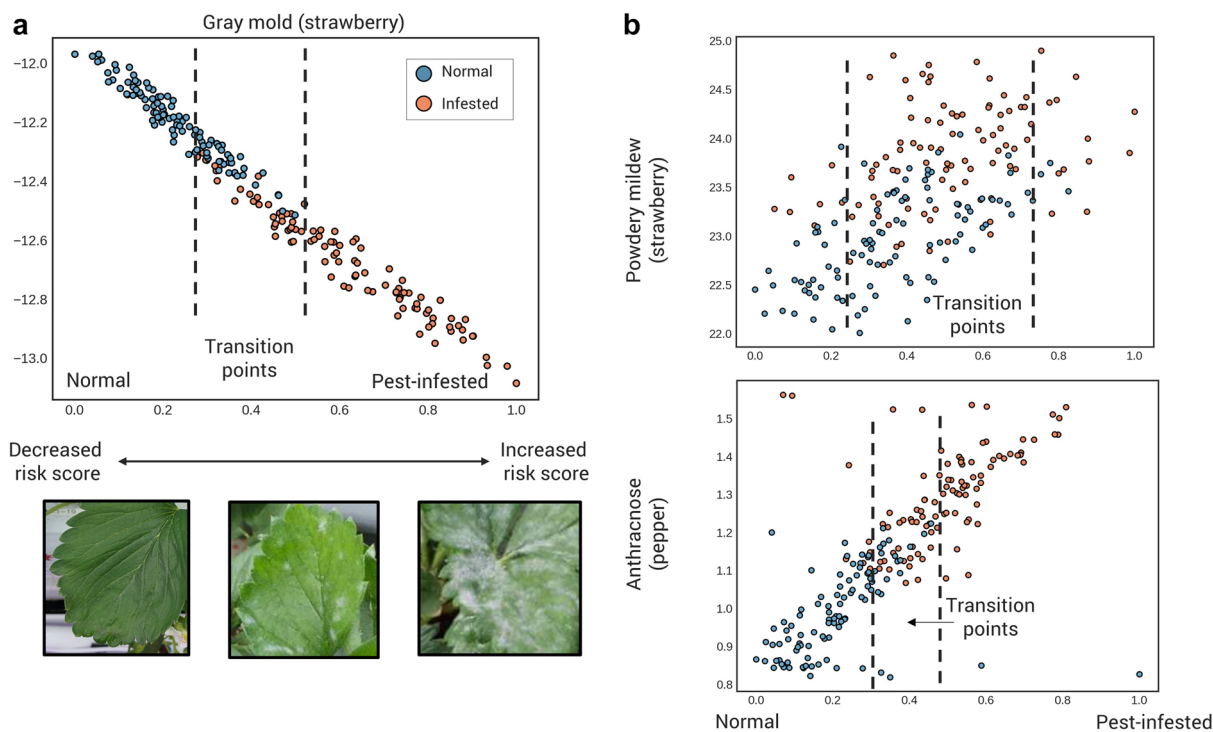 a
Gray mold (strawberry)
−12.0
−12.2
−12.4
−12.6
−12.8
−13.0
Normal
Infested
Transition
points
Normal
Pest-infested
0.0
0.2
0.4
0.6
0.8
1.0
Decreased
risk score
Increased
risk score
b
Powdery mildew
(strawberry)
25.0
24.5
24.0
23.5
23.0
22.5
22.0
Transition
points
0.0
0.2
0.4
0.6
0.8
1.0
Anthracnose
(pepper)
1.5
1.4
1.3
1.2
1.1
1.0
0.9
0.8
Transition
points
0.0
0.2
0.4
0.6
0.8
1.0
Normal
Pest-infested